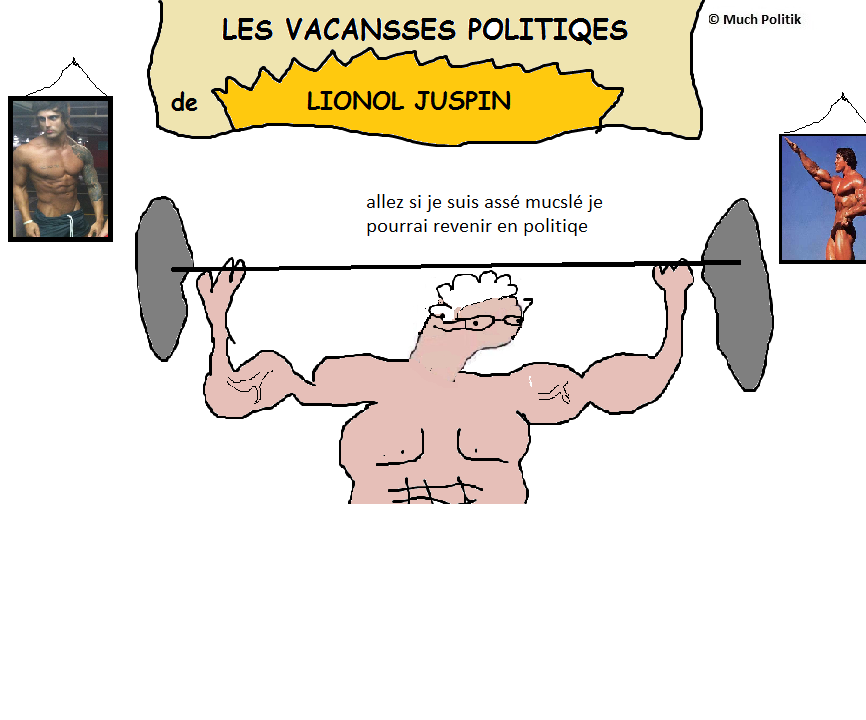 LES VACANSSES POLITIQES
© Much Politik
de
LIONOL JUSPIN
allez si je suis assé mucslé je
pourrai revenir en politiqe